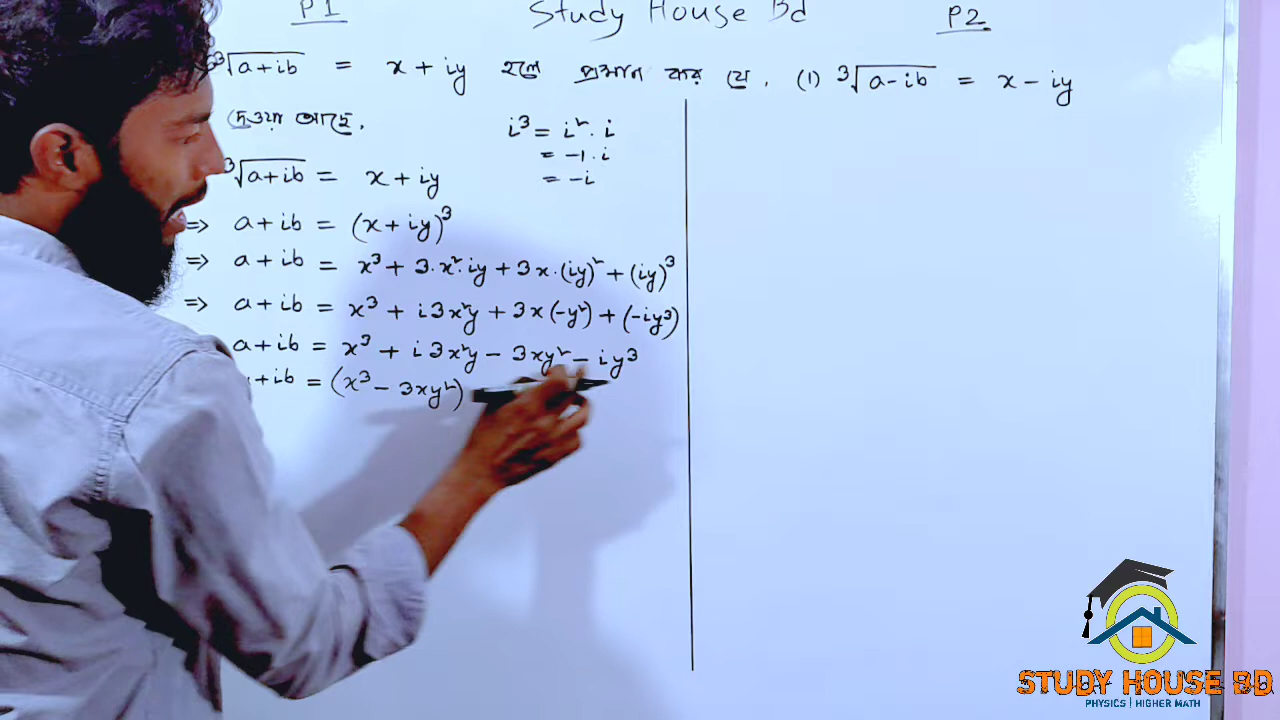 P1 Study House Bd P2
∛(a+ib) = x + iy হলে প্রমান কর যে, (1) ∛(a-ib) = x - iy
দেওয়া আছে,
∛(a+ib) = x + iy
i³ = i². i
= -1. i
= -i
=> a+ib = (x+iy)³
=> a+ib = x³ + 3.x².iy + 3x.(iy)² + (iy)³
=> a+ib = x³ + i3x²y + 3x(-y²) + (-iy³)
a+ib = x³ + i3x²y - 3xy² - iy³
+ib = (x³ - 3xy²)
STUDY HOUSE BD
PHYSICS | HIGHER MATH